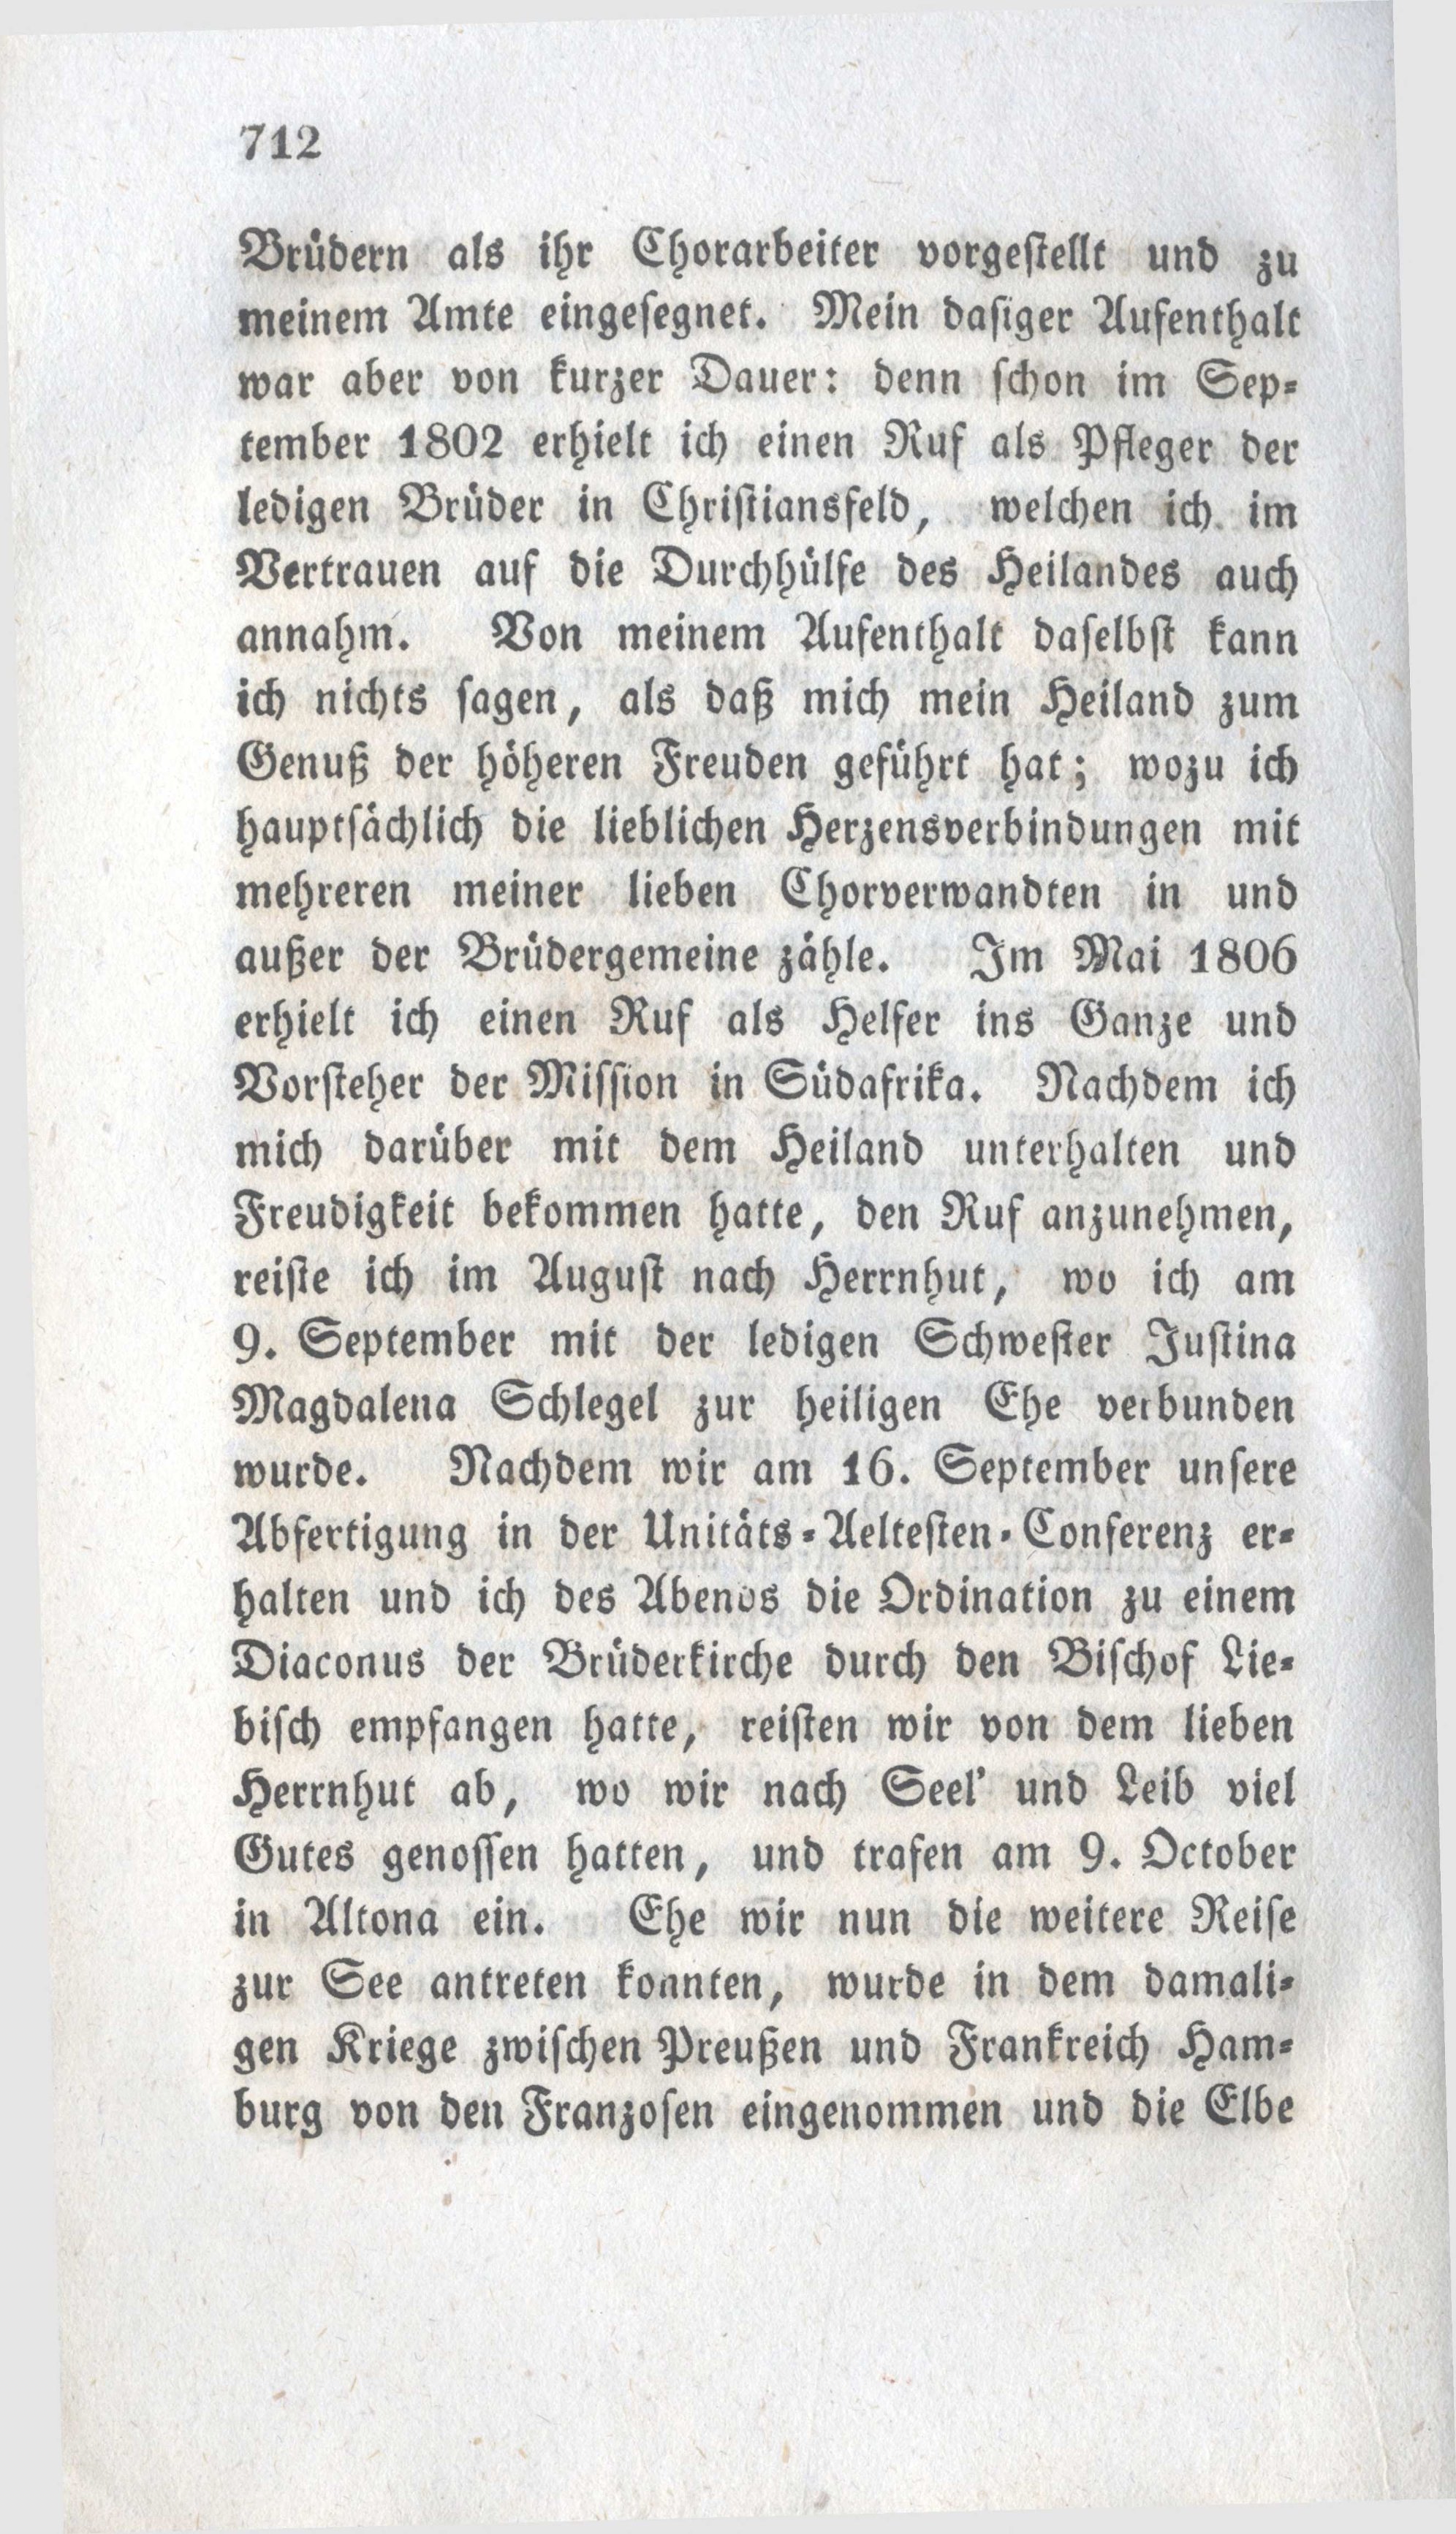 712
Brüdern als ihr Chorarbeiter vorgestellt und zu
meinem Amte eingesegnet. Mein dasiger Aufenthalt
war aber von kurzer Dauer: denn schon im Sep-
tember 1802 erhielt ich einen Ruf als Pfleger der
ledigen Brüder in Christiansfeld, welchen ich im
Vertrauen auf die Durchhülfe des Heilandes auch
annahm. Von meinem Aufenthalt daselbst kann
ich nichts sagen, als daß mich mein Heiland zum
Genuß der höheren Freuden geführt hat; wozu ich
hauptsächlich die lieblichen Herzensverbindungen mit
mehreren meiner lieben Chorverwandten in und
außer der Brüdergemeine zähle. Im Mai 1806
erhielt ich einen Ruf als Helfer ins Ganze und
Vorsteher der Mission in Südafrika. Nachdem ich
mich darüber mit dem Heiland unterhalten und
Freudigkeit bekommen hatte, den Ruf anzunehmen,
reiste ich im August nach Herrnhut, wo ich am
9. September mit der ledigen Schwester Justina
Magdalena Schlegel zur heiligen Ehe verbunden
wurde. Nachdem wir am 16. September unsere
Abfertigung in der Unitäts-Aeltesten-Conferenz er-
halten und ich des Abends die Ordination zu einem
Diaconus der Brüderkirche durch den Bischof Lie-
bisch empfangen hatte, reisten wir von dem lieben
Herrnhut ab, wo wir nach Seel' und Leib viel
Gutes genossen hatten, und trafen am 9. October
in Altona ein. Ehe wir nun die weitere Reise
zur See antreten konnten, wurde in dem damali-
gen Kriege zwischen Preußen und Frankreich Ham-
burg von den Franzosen eingenommen und die Elbe